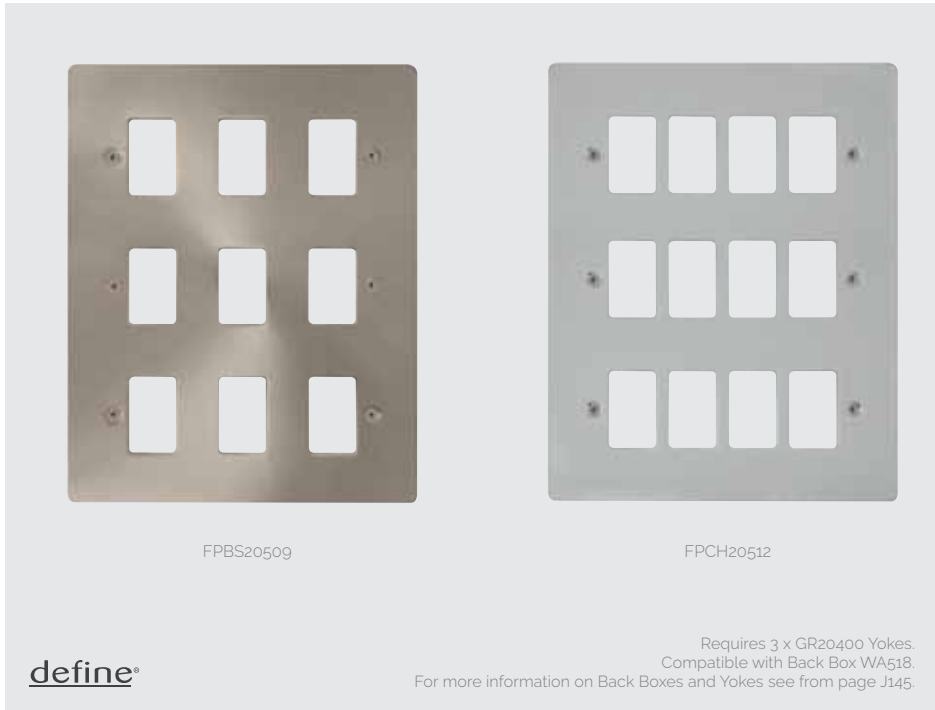 FPBS20509
FPCH20512
Requires 3 x GR20400 Yokes.
Compatible with Back Box WA518.
For more information on Back Boxes and Yokes see from page J145.
define®